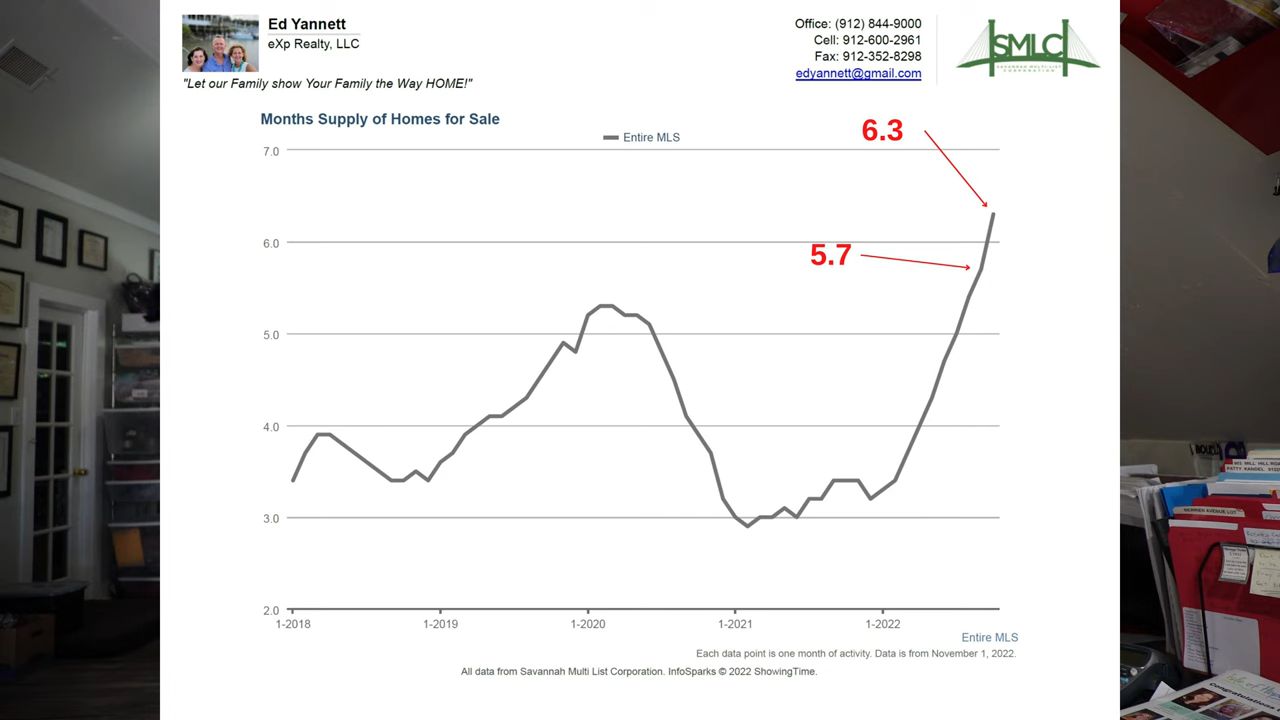 Ed Yannett
eXp Realty, LLC
"Let our Family show Your Family the Way HOME!"
Office: (912) 844-9000
Cell: 912-600-2961
Fax: 912-352-8298
edyannett@gmail.com
SMLC
SAVANNAH MULTI-LIST
CORPORATION
Months Supply of Homes for Sale
Entire MLS
6.3
5.7
7.0
6.0
5.0
4.0
3.0
2.0
1-2018 1-2019 1-2020 1-2021 1-2022
Entire MLS
Each data point is one month of activity. Data is from November 1, 2022.
All data from Savannah Multi List Corporation. InfoSparks © 2022 ShowingTime.